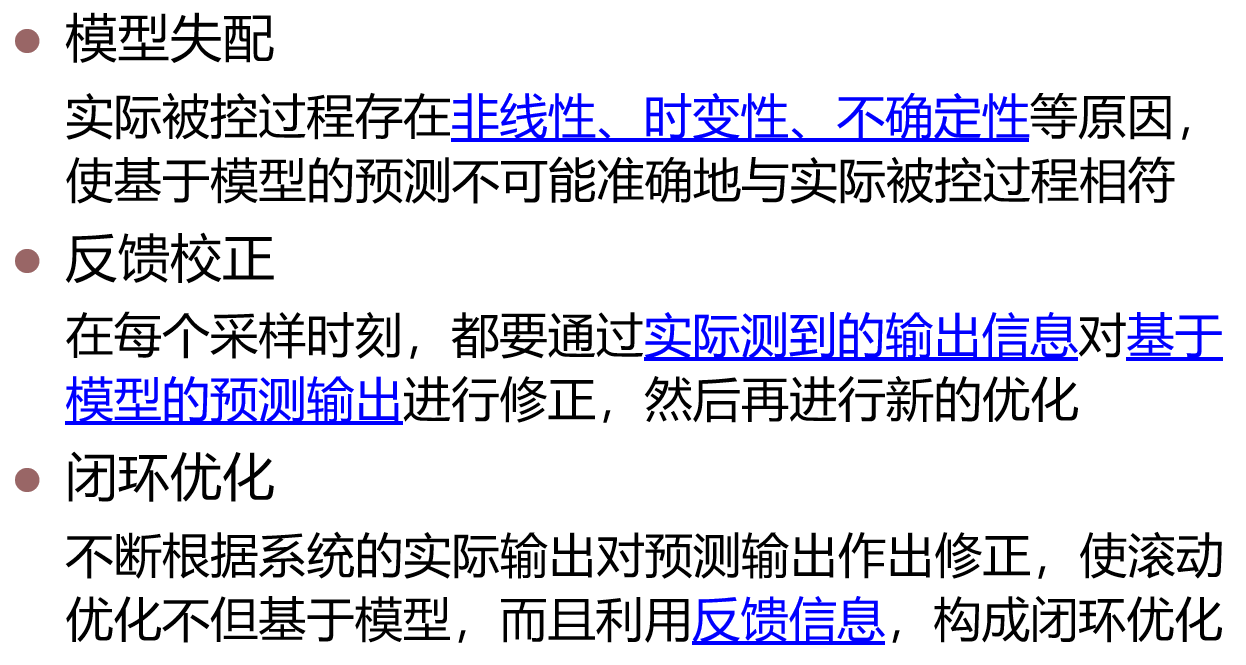 模型失配
实际被控过程存在非线性、时变性、不确定性等原因，
使基于模型的预测不可能准确地与实际被控过程相符
反馈校正
在每个采样时刻，都要通过实际测到的输出信息对基于
模型的预测输出进行修正，然后再进行新的优化
闭环优化
不断根据系统的实际输出对预测输出作出修正，使滚动
优化不但基于模型，而且利用反馈信息，构成闭环优化